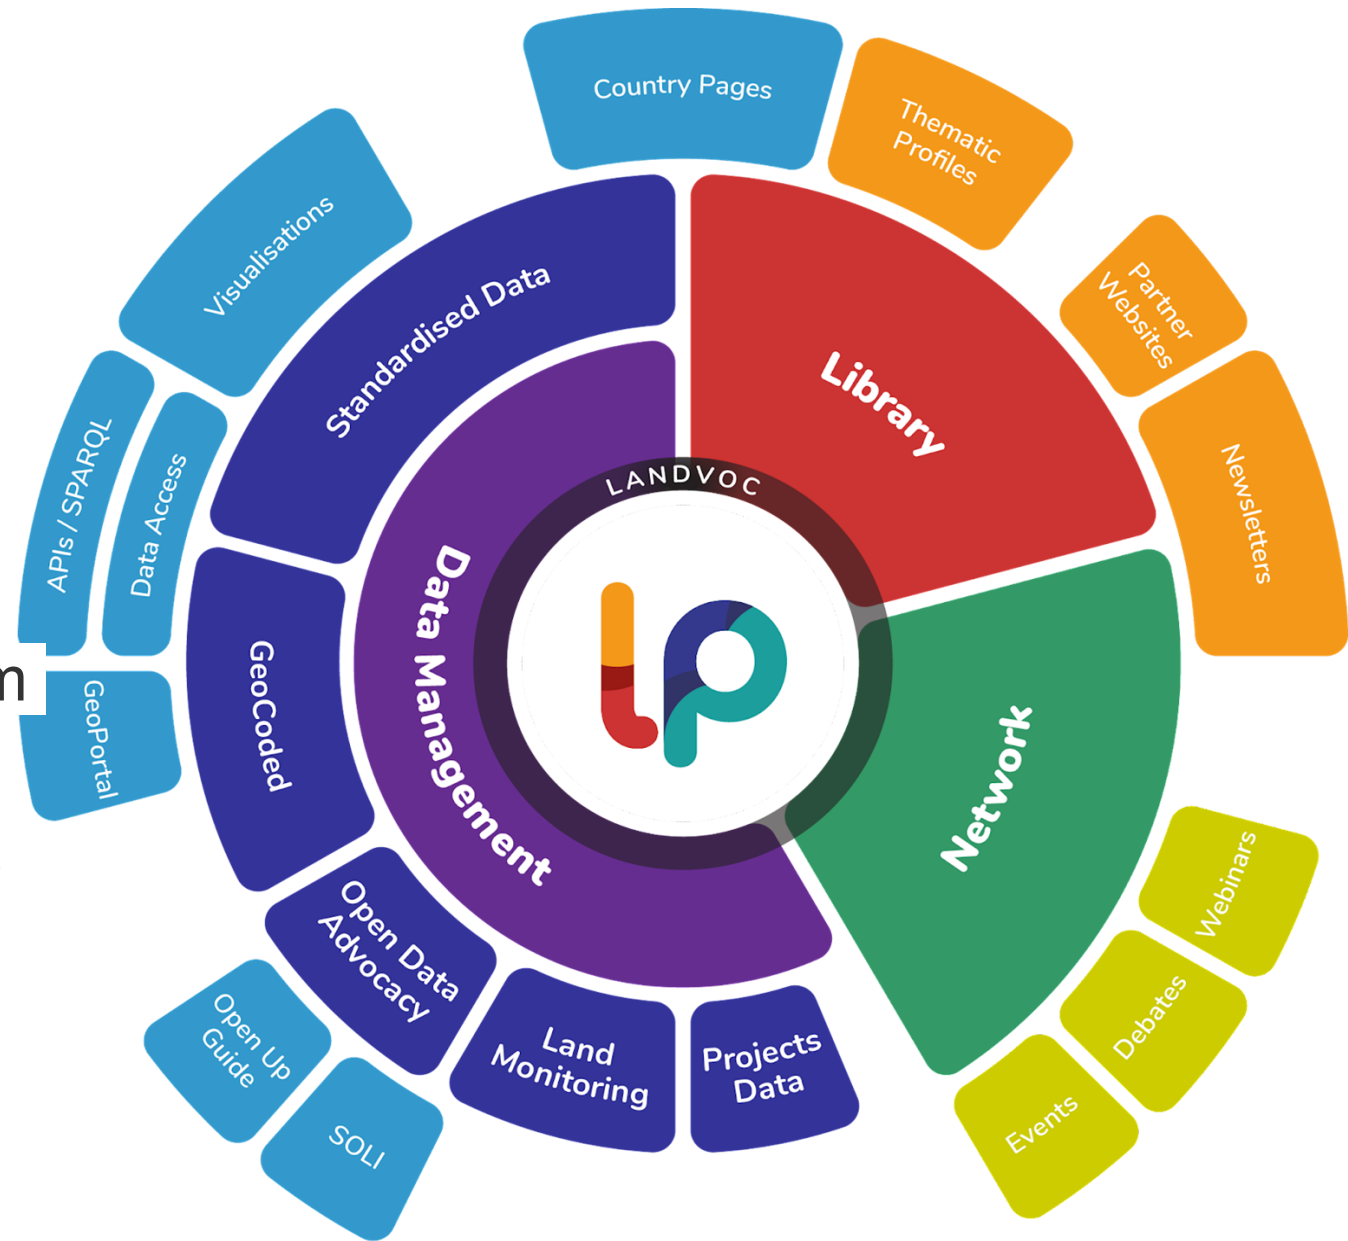 Country Pages
Thematic
Profiles
Visualisations
Partner
Websites
Standardised Data
Library
Newsletters
APIs / SPARQL
Data Access
LANDVOC
lp
Data Management
GeoCoded
GeoPortal
m
Network
Webinars
Open Data
Advocacy
Debates
Open Up
Guide
Land
Monitoring
Projects
Data
Events
SOLI